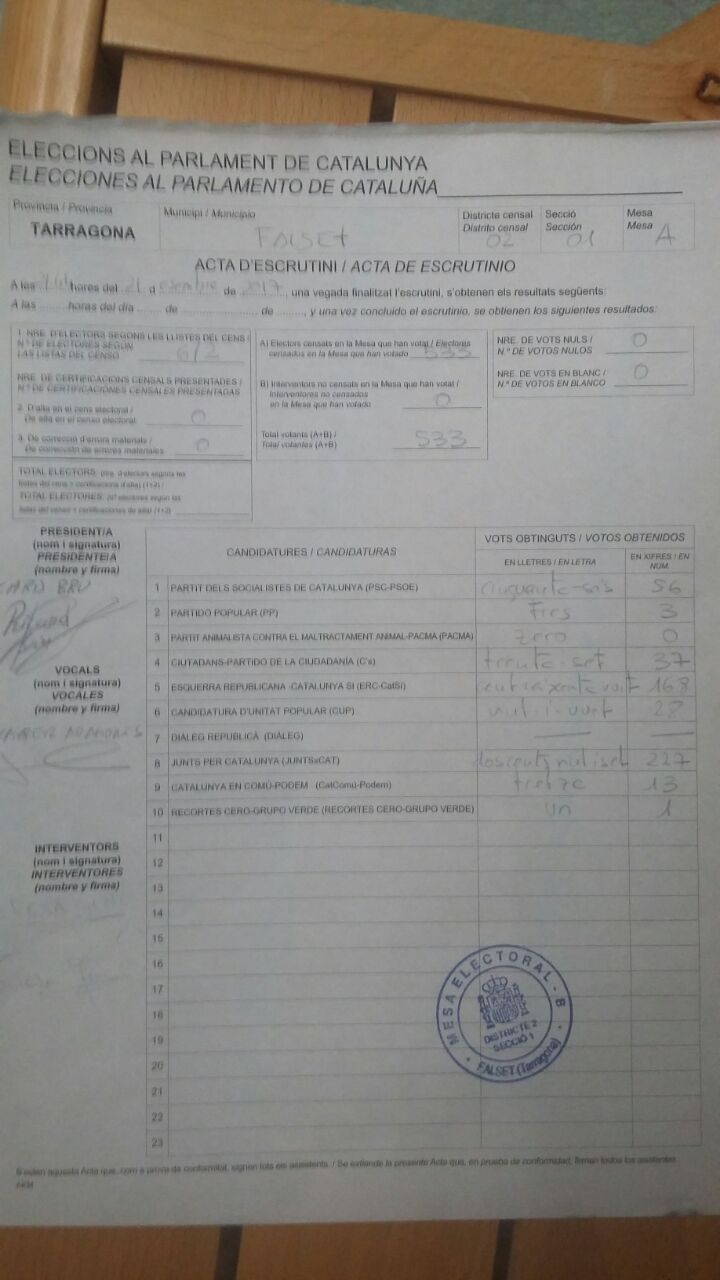 ELECCIONS AL PARLAMENT DE CATALUNYA
ELECCIONES AL PARLAMENTO DE CATALUÑA
Província / Provincia
Municipi / Municipio
Districte censal
Distrito censal
Secció
Sección
Mesa
Mesa
TARRAGONA
FALSET
02
01
A
ACTA D'ESCRUTINI / ACTA DE ESCRUTINIO
A les hores del 21 d desembre de 2017, una vegada finalitzat l'escrutini, s'obtenen els resultats següents:
A las horas del día de de , y una vez concluido el escrutinio, se obtienen los siguientes resultados:
1. NRE. D'ELECTORS SEGONS LES LLISTES DEL CENS /
N.º DE ELECTORES SEGÚN
LAS LISTAS DEL CENSO
NRE. DE CERTIFICACIONS CENSALS PRESENTADES /
N.º DE CERTIFICACIONES CENSALES PRESENTADAS
2. D'alta en el cens electoral /
De alta en el censo electoral: 0
3. De correcció d'errors materials /
De corrección de errores materiales: 0
TOTAL ELECTORS: (nre. d'electors segons les
llistes del cens + certificacions d'alta) (1+2) /
TOTAL ELECTORES: (nº electores según las
listas del censo + certificaciones de alta) (1+2)
A) Electors censats en la Mesa que han votat / Electores
censados en la Mesa que han votado 533
B) Interventors no censats en la Mesa que han votat /
Interventores no censados
en la Mesa que han votado 0
Total votants (A+B) /
Total votantes (A+B) 533
NRE. DE VOTS NULS /
N.º DE VOTOS NULOS 0
NRE. DE VOTS EN BLANC /
N.º DE VOTOS EN BLANCO 0
PRESIDENT/A
(nom i signatura)
PRESIDENTE/A
(nombre y firma)
BRU
VOCALS
(nom i signatura)
VOCALES
(nombre y firma)
INTERVENTORS
(nom i signatura)
INTERVENTORES
(nombre y firma)
CANDIDATURES / CANDIDATURAS
VOTS OBTINGUTS / VOTOS OBTENIDOS
EN LLETRES / EN LETRA
EN XIFRES / EN NÚM.
1 PARTIT DELS SOCIALISTES DE CATALUNYA (PSC-PSOE) cinquanta-sis 56
2 PARTIDO POPULAR (PP) tres 3
3 PARTIT ANIMALISTA CONTRA EL MALTRACTAMENT ANIMAL-PACMA (PACMA) zero 0
4 CIUTADANS-PARTIDO DE LA CIUDADANÍA (C's) trenta-set 37
5 ESQUERRA REPUBLICANA -CATALUNYA SÍ (ERC-CatSí) 168
6 CANDIDATURA D'UNITAT POPULAR (CUP) vint-i-vuit 28
7 DIÀLEG REPUBLICÀ (DIÀLEG)
8 JUNTS PER CATALUNYA (JUNTSxCAT) 227
9 CATALUNYA EN COMÚ-PODEM (CatComú-Podem) tretze 13
10 RECORTES CERO-GRUPO VERDE (RECORTES CERO-GRUPO VERDE) un 1
11
12
13
14
15
16
17
18
19
20
21
22
23
MESA ELECTORAL - B
DISTRICTE 2
SECCIÓ 1
FALSET (Tarragona)
S'estén aquesta Acta que, com a prova de conformitat, signen tots els assistents. / Se extiende la presente Acta que, en prueba de conformidad, firman todos los asistentes.